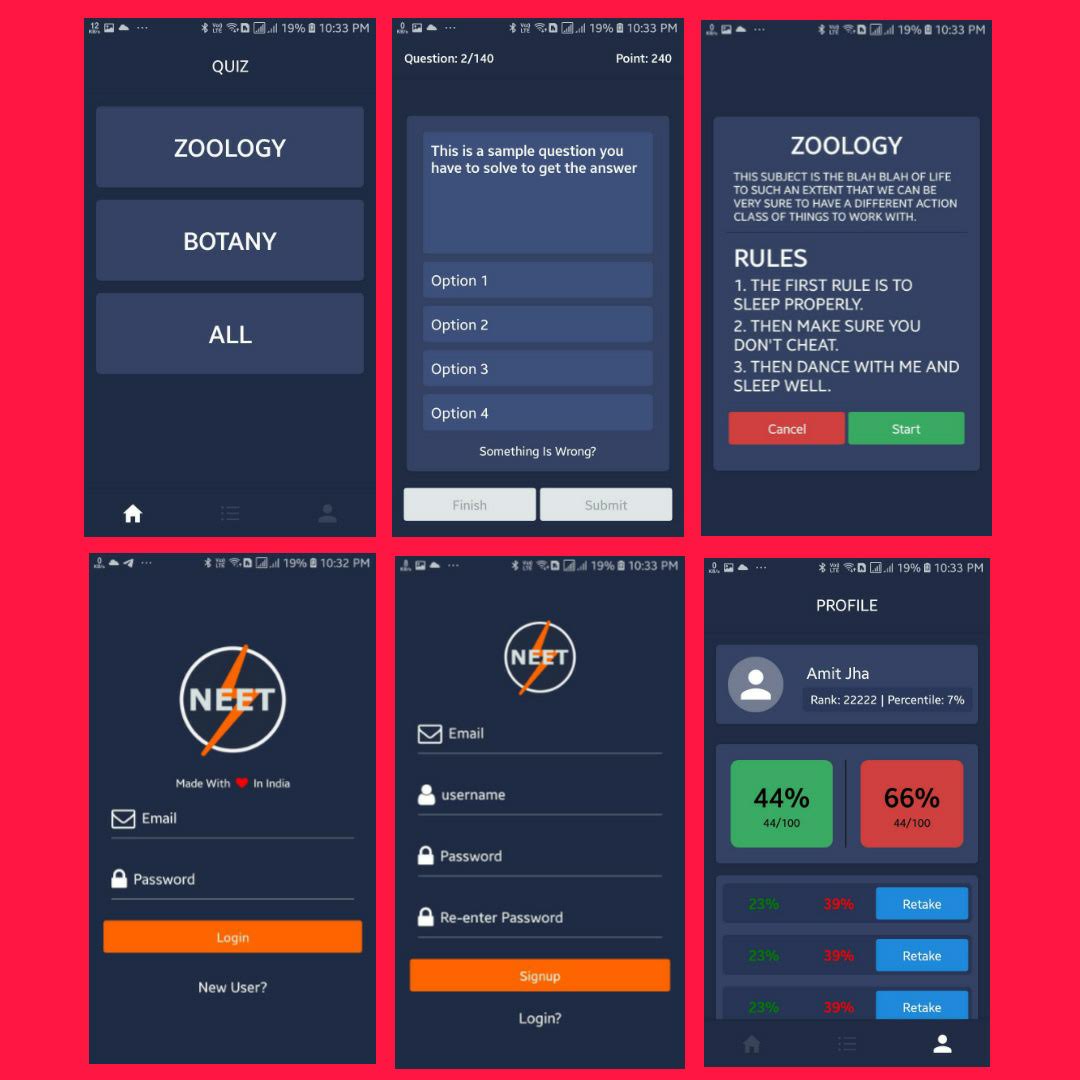 19% 10:33 PM
QUIZ
ZOOLOGY
BOTANY
ALL
19% 10:33 PM
Question: 2/140
Point: 240
This is a sample question you
have to solve to get the answer
Option 1
Option 2
Option 3
Option 4
Something Is Wrong?
Finish
Submit
19% 10:33 PM
ZOOLOGY
THIS SUBJECT IS THE BLAH BLAH OF LIFE
TO SUCH AN EXTENT THAT WE CAN BE
VERY SURE TO HAVE A DIFFERENT ACTION
CLASS OF THINGS TO WORK WITH.
RULES
1. THE FIRST RULE IS TO
SLEEP PROPERLY.
2. THEN MAKE SURE YOU
DON'T CHEAT.
3. THEN DANCE WITH ME AND
SLEEP WELL.
Cancel
Start
19% 10:32 PM
NEET
Made With In India
Email
Password
Login
New User?
19% 10:33 PM
NEET
Email
username
Password
Re-enter Password
Signup
Login?
19% 10:33 PM
PROFILE
Amit Jha
Rank: 22222 | Percentile: 7%
44%
44/100
66%
44/100
23% 39% Retake
23% 39% Retake
23% 39% Retake